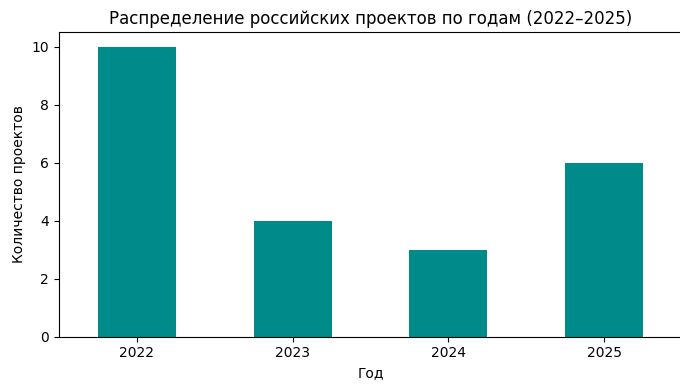 Распределение российских проектов по годам (2022–2025)
Количество проектов
10
8
6
4
2
0
2022 2023 2024 2025
Год